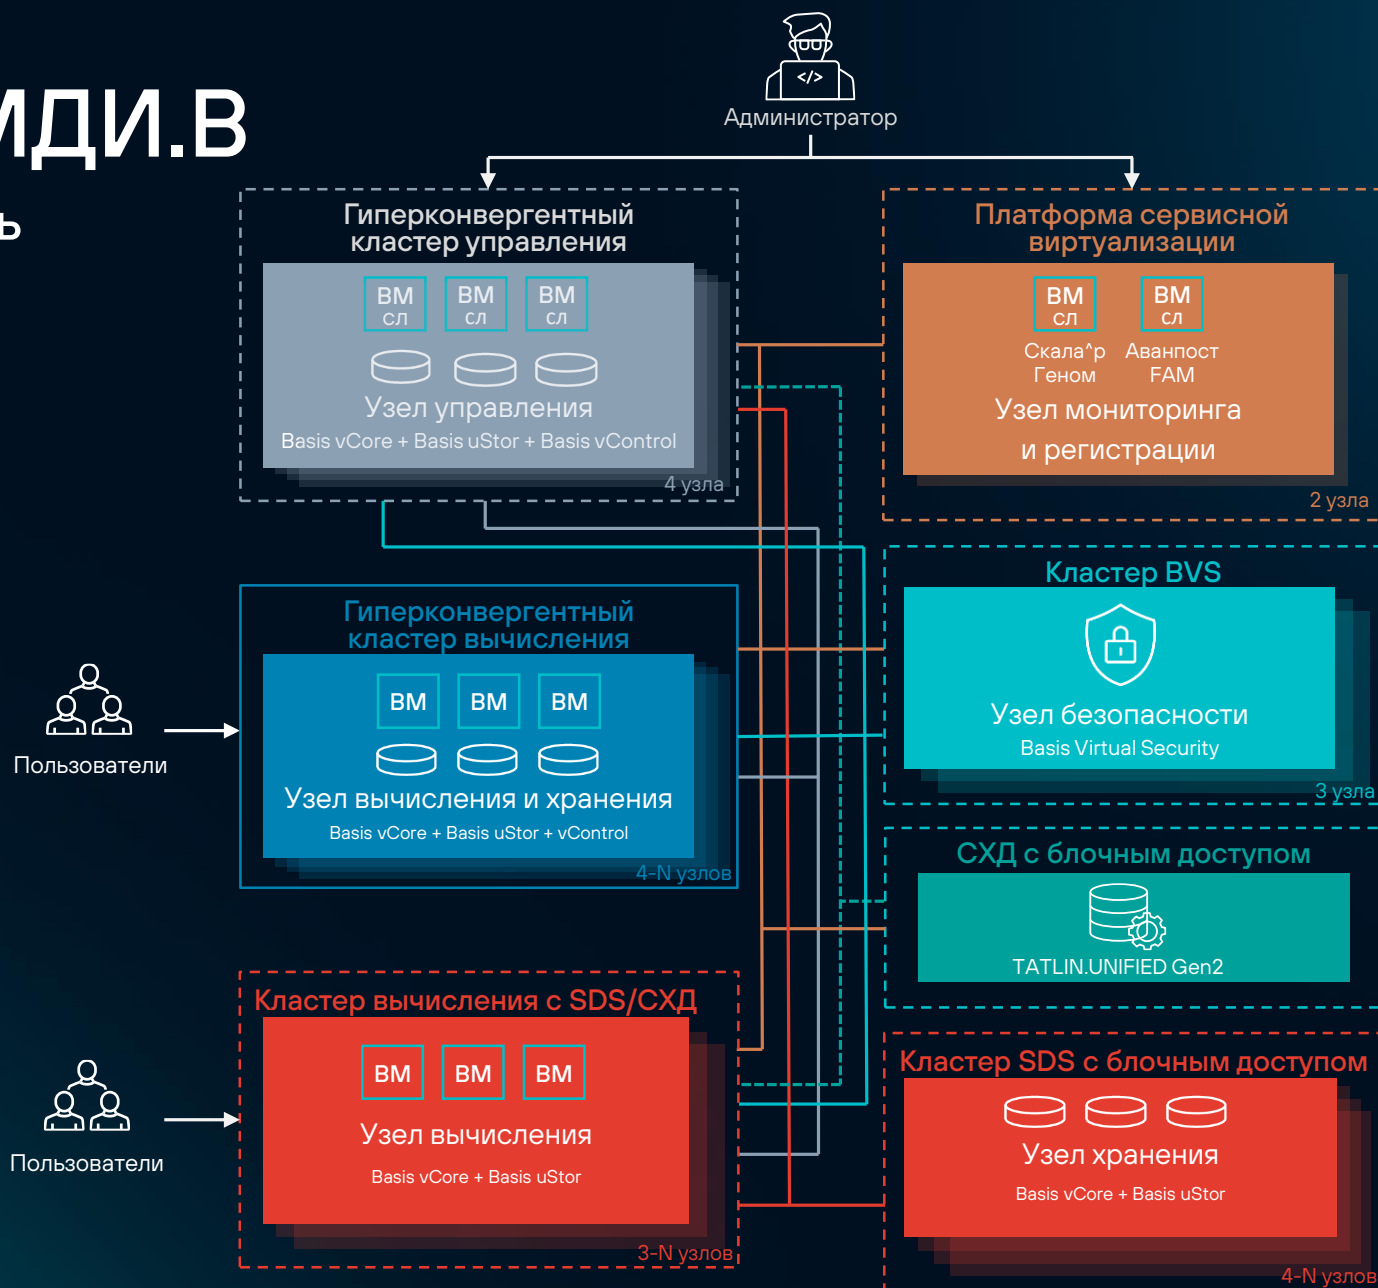 МДИ.В
ь
</>
Администратор
Гиперконвергентный
кластер управления
ВМ
сл
ВМ
сл
ВМ
сл
Узел управления
Basis vCore + Basis uStor + Basis vControl
4 узла
Платформа сервисной
виртуализации
ВМ
сл
ВМ
сл
Скала^р
Геном
Аванпост
FAM
Узел мониторинга
и регистрации
2 узла
Гиперконвергентный
кластер вычисления
ВМ
ВМ
ВМ
Узел вычисления и хранения
Basis vCore + Basis uStor + vControl
4-N узлов
Пользователи
Кластер BVS
Узел безопасности
Basis Virtual Security
3 узла
СХД с блочным доступом
TATLIN.UNIFIED Gen2
Кластер вычисления с SDS/СХД
ВМ
ВМ
ВМ
Узел вычисления
Basis vCore + Basis uStor
3-N узлов
Пользователи
Кластер SDS с блочным доступом
Узел хранения
Basis vCore + Basis uStor
4-N узлов